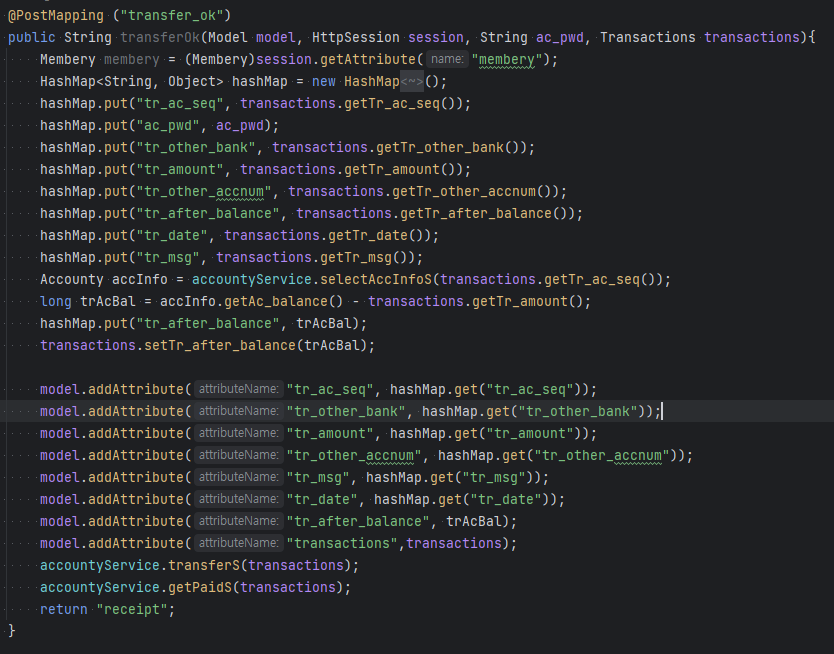 @PostMapping ("transfer_ok")
public String transferOk(Model model, HttpSession session, String ac_pwd, Transactions transactions){
    Membery membery = (Membery)session.getAttribute( name: "membery");
    HashMap<String, Object> hashMap = new HashMap<~>();
    hashMap.put("tr_ac_seq", transactions.getTr_ac_seq());
    hashMap.put("ac_pwd", ac_pwd);
    hashMap.put("tr_other_bank", transactions.getTr_other_bank());
    hashMap.put("tr_amount", transactions.getTr_amount());
    hashMap.put("tr_other_accnum", transactions.getTr_other_accnum());
    hashMap.put("tr_after_balance", transactions.getTr_after_balance());
    hashMap.put("tr_date", transactions.getTr_date());
    hashMap.put("tr_msg", transactions.getTr_msg());
    Accounty accInfo = accountyService.selectAccInfoS(transactions.getTr_ac_seq());
    long trAcBal = accInfo.getAc_balance() - transactions.getTr_amount();
    hashMap.put("tr_after_balance", trAcBal);
    transactions.setTr_after_balance(trAcBal);

    model.addAttribute( attributeName: "tr_ac_seq", hashMap.get("tr_ac_seq"));
    model.addAttribute( attributeName: "tr_other_bank", hashMap.get("tr_other_bank"));
    model.addAttribute( attributeName: "tr_amount", hashMap.get("tr_amount"));
    model.addAttribute( attributeName: "tr_other_accnum", hashMap.get("tr_other_accnum"));
    model.addAttribute( attributeName: "tr_msg", hashMap.get("tr_msg"));
    model.addAttribute( attributeName: "tr_date", hashMap.get("tr_date"));
    model.addAttribute( attributeName: "tr_after_balance", trAcBal);
    model.addAttribute( attributeName: "transactions",transactions);
    accountyService.transferS(transactions);
    accountyService.getPaidS(transactions);
    return "receipt";
}